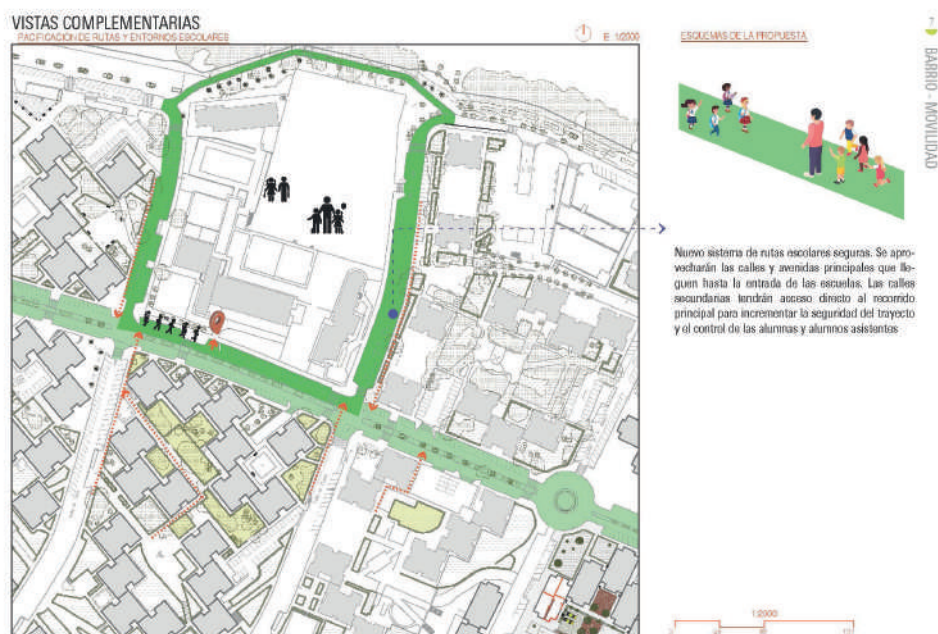 VISTAS COMPLEMENTARIAS
PACIFICACION DE RUTAS Y ENTORNOS ESCOLARES
E: 1/2000
ESQUEMAS DE LA PROPUESTA
7
BARRIO - MOVILIDAD
Nuevo sistema de rutas escolares seguras. Se apro-
vecharán las calles y avenidas principales que lle-
guen hasta la entrada de las escuelas. Las calles
secundarias tendrán acceso directo al recorrido
principal para incrementar la seguridad del trayecto
y el control de las alumnas y alumnos asistentes
1:2000